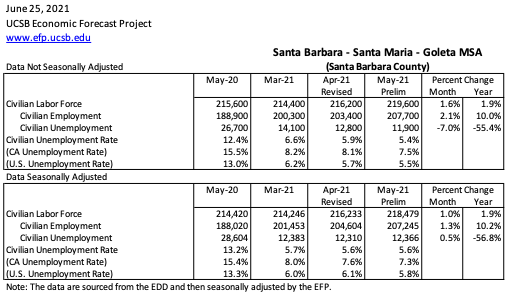 June 25, 2021
UCSB Economic Forecast Project
www.efp.ucsb.edu
Santa Barbara - Santa Maria - Goleta MSA
Data Not Seasonally Adjusted (Santa Barbara County)
May-20 Mar-21 Apr-21 May-21 Percent Change
Revised Prelim Month Year
Civilian Labor Force 215,600 214,400 216,200 219,600 1.6% 1.9%
Civilian Employment 188,900 200,300 203,400 207,700 2.1% 10.0%
Civilian Unemployment 26,700 14,100 12,800 11,900 -7.0% -55.4%
Civilian Unemployment Rate 12.4% 6.6% 5.9% 5.4%
(CA Unemployment Rate) 15.5% 8.2% 8.1% 7.5%
(U.S. Unemployment Rate) 13.0% 6.2% 5.7% 5.5%
Data Seasonally Adjusted
May-20 Mar-21 Apr-21 May-21 Percent Change
Revised Prelim Month Year
Civilian Labor Force 214,420 214,246 216,233 218,479 1.0% 1.9%
Civilian Employment 188,020 201,453 204,604 207,245 1.3% 10.2%
Civilian Unemployment 28,604 12,383 12,310 12,366 0.5% -56.8%
Civilian Unemployment Rate 13.2% 5.7% 5.6% 5.6%
(CA Unemployment Rate) 15.4% 8.0% 7.6% 7.3%
(U.S. Unemployment Rate) 13.3% 6.0% 6.1% 5.8%
Note: The data are sourced from the EDD and then seasonally adjusted by the EFP.